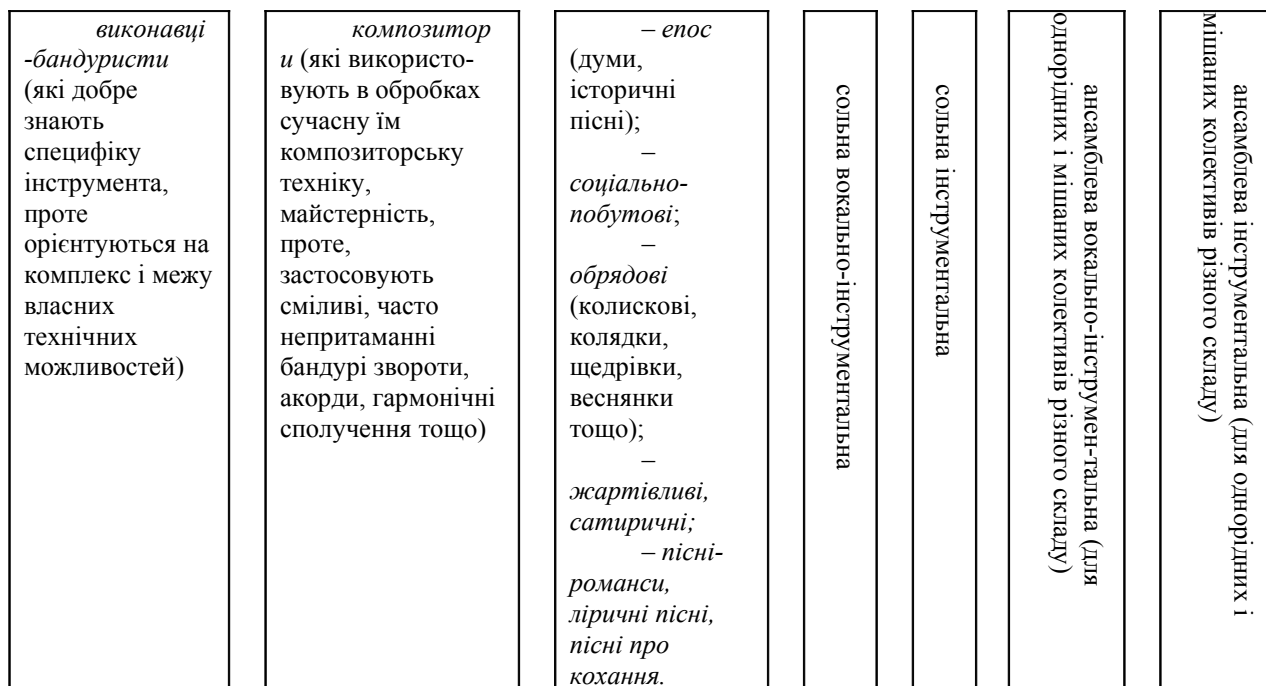 виконавці
-бандуристи
(які добре
знають
специфіку
інструмента,
проте
орієнтуються на
комплекс і межу
власних
технічних
можливостей)
композитор
и (які використо-
вують в обробках
сучасну їм
композиторську
техніку,
майстерність,
проте,
застосовують
сміливі, часто
непритаманні
бандурі звороти,
акорди, гармонічні
сполучення тощо)
– епос
(думи,
історичні
пісні);
–
соціально-
побутові;
–
обрядові
(колискові,
колядки,
щедрівки,
веснянки
тощо);
–
жартівливі,
сатиричні;
– пісні-
романси,
ліричні пісні,
пісні про
кохання.
сольна вокально-інструментальна
сольна інструментальна
ансамблева вокально-інструмен-тальна (для
однорідних і мішаних колективів різного складу)
ансамблева інструментальна (для однорідних і
мішаних колективів різного складу)